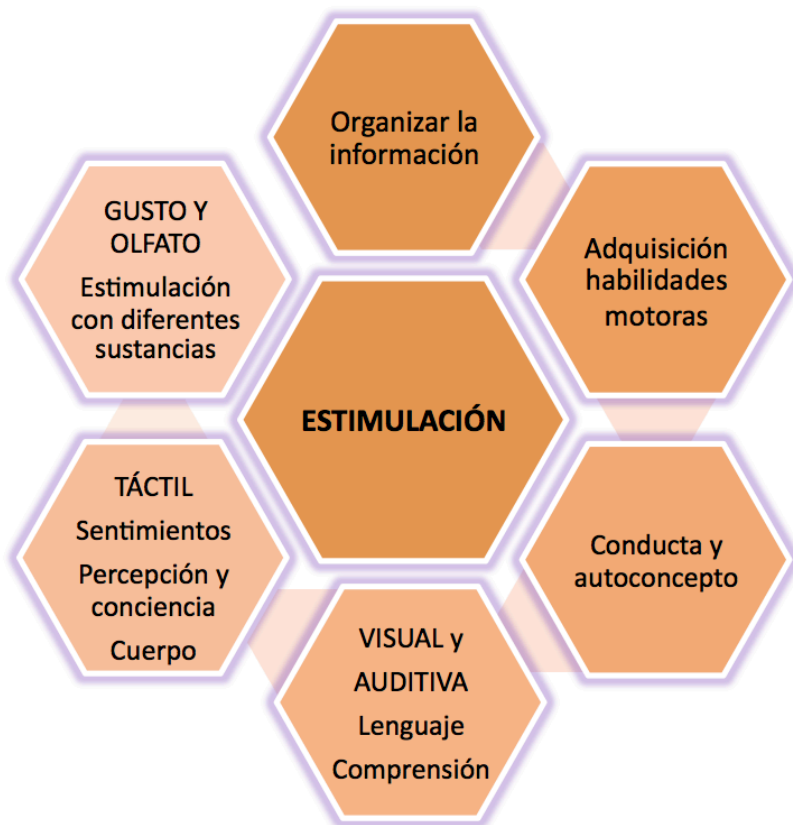 Organizar la
información
Adquisición
habilidades
motoras
Conducta y
autoconcepto
VISUAL y
AUDITIVA
Lenguaje
Comprensión
TÁCTIL
Sentimientos
Percepción y
conciencia
Cuerpo
GUSTO Y
OLFATO
Estimulación
con diferentes
sustancias
ESTIMULACIÓN